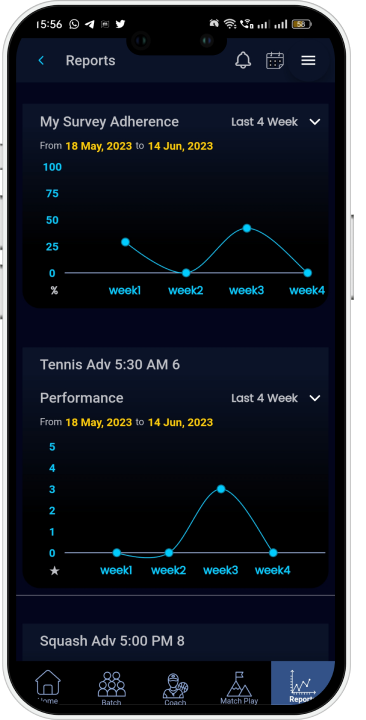 15:56 58
Reports
My Survey Adherence Last 4 Week
From 18 May, 2023 to 14 Jun, 2023
100
75
50
25
0
% week1 week2 week3 week4
Tennis Adv 5:30 AM 6
Performance Last 4 Week
From 18 May, 2023 to 14 Jun, 2023
5
4
3
2
1
0
★ week1 week2 week3 week4
Squash Adv 5:00 PM 8
Home Batch Coach Match Play Report